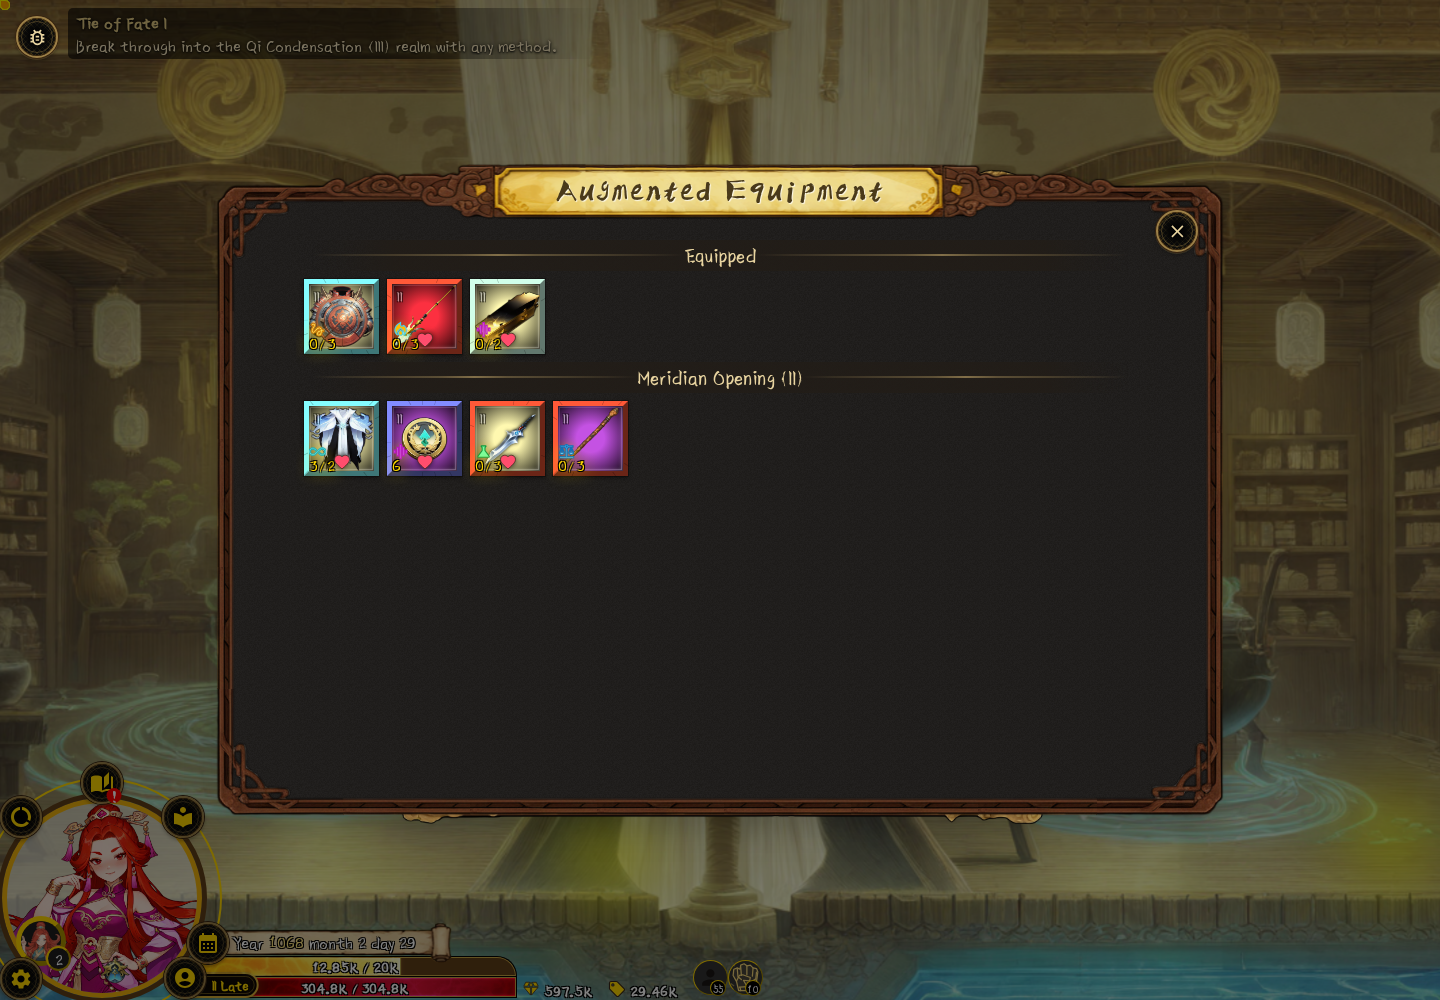 Tie of Fate I
Break through into the Qi Condensation (III) realm with any method.
Augmented Equipment
Equipped
II II II
0/3 0/3 0/2
Meridian Opening (II)
II II II II
3/2 6 0/3 0/3
Year 1068 month 2 day 29
12.85k / 20k
2
II Late
304.8k / 304.8k
597.5k
29.46k
55
10